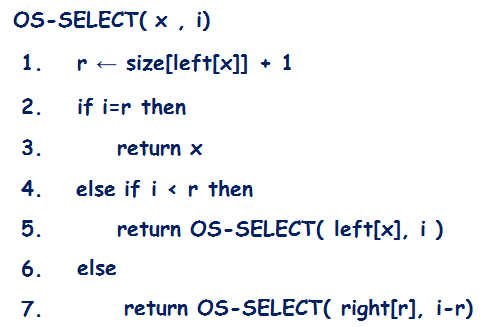 OS-SELECT( x , i)
1. r ← size[left[x]] + 1
2. if i=r then
3. return x
4. else if i < r then
5. return OS-SELECT( left[x], i )
6. else
7. return OS-SELECT( right[r], i-r)